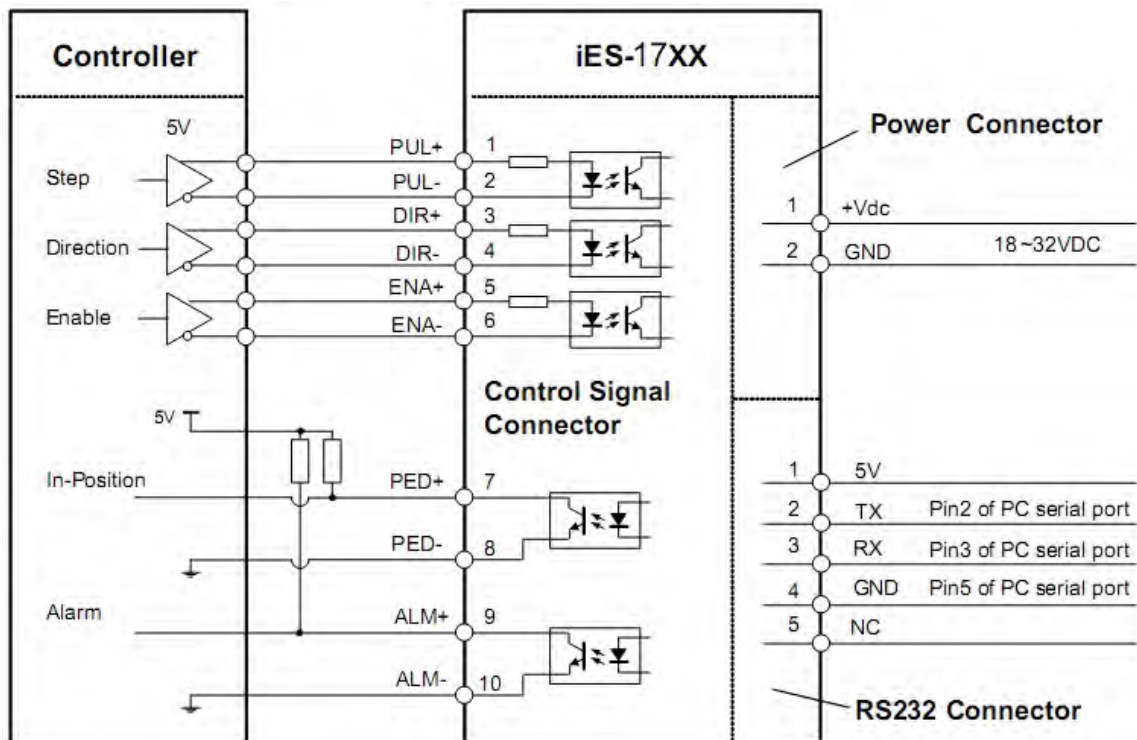 Controller
iES-17XX
Power Connector
5V
Step
PUL+
1
PUL-
2
Direction
DIR+
3
DIR-
4
Enable
ENA+
5
ENA-
6
1
+Vdc
18~32VDC
2
GND
Control Signal
Connector
5V
In-Position
PED+
7
PED-
8
Alarm
ALM+
9
ALM-
10
1
5V
2
TX
Pin2 of PC serial port
3
RX
Pin3 of PC serial port
4
GND
Pin5 of PC serial port
5
NC
RS232 Connector